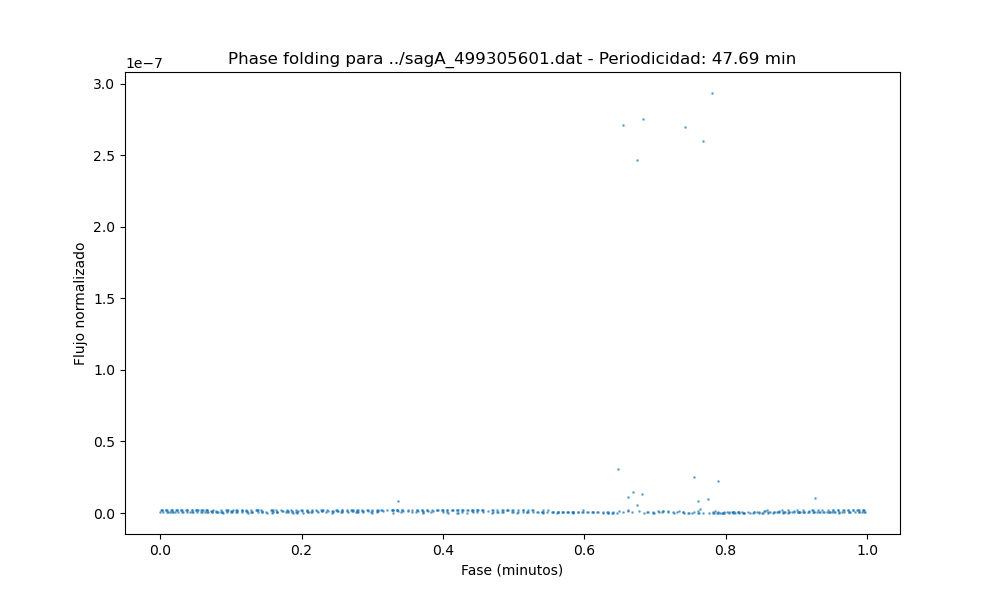 Phase folding para ../sagA_499305601.dat - Periodicidad: 47.69 min
1e−7
3.0
2.5
2.0
1.5
1.0
0.5
0.0
Flujo normalizado
0.0 0.2 0.4 0.6 0.8 1.0
Fase (minutos)